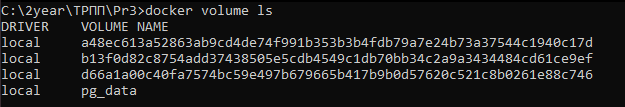 C:\2year\ТРПП\Pr3>docker volume ls
DRIVER    VOLUME NAME
local     a48ec613a52863ab9cd4de74f991b353b3b4fdb79a7e24b73a37544c1940c17d
local     b13f0d82c8754add37438505e5cdb4549c1db70bb34c2a9a3434484cd61ce9ef
local     d66a1a00c40fa7574bc59e497b679665b417b9b0d57620c521c8b0261e88c746
local     pg_data